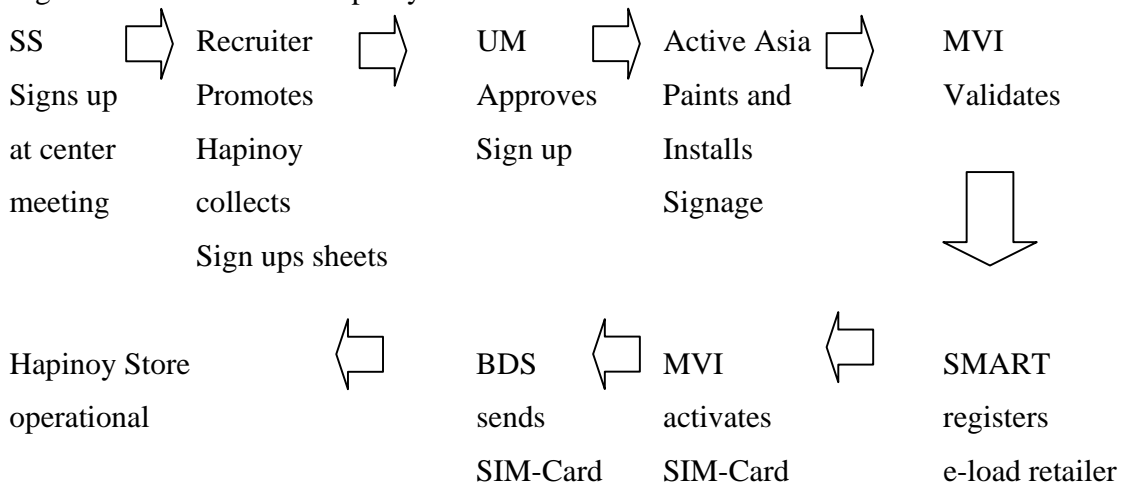 SS
Signs up
at center
meeting
Recruiter
Promotes
Hapinoy
collects
Sign ups sheets
UM
Approves
Sign up
Active Asia
Paints and
Installs
Signage
MVI
Validates
SMART
registers
e-load retailer
MVI
activates
SIM-Card
BDS
sends
SIM-Card
Hapinoy Store
operational